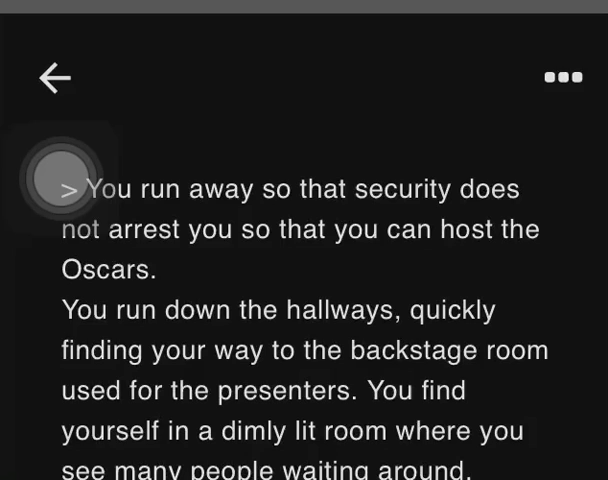 > You run away so that security does
not arrest you so that you can host the
Oscars.
You run down the hallways, quickly
finding your way to the backstage room
used for the presenters. You find
yourself in a dimly lit room where you
see many people waiting around.